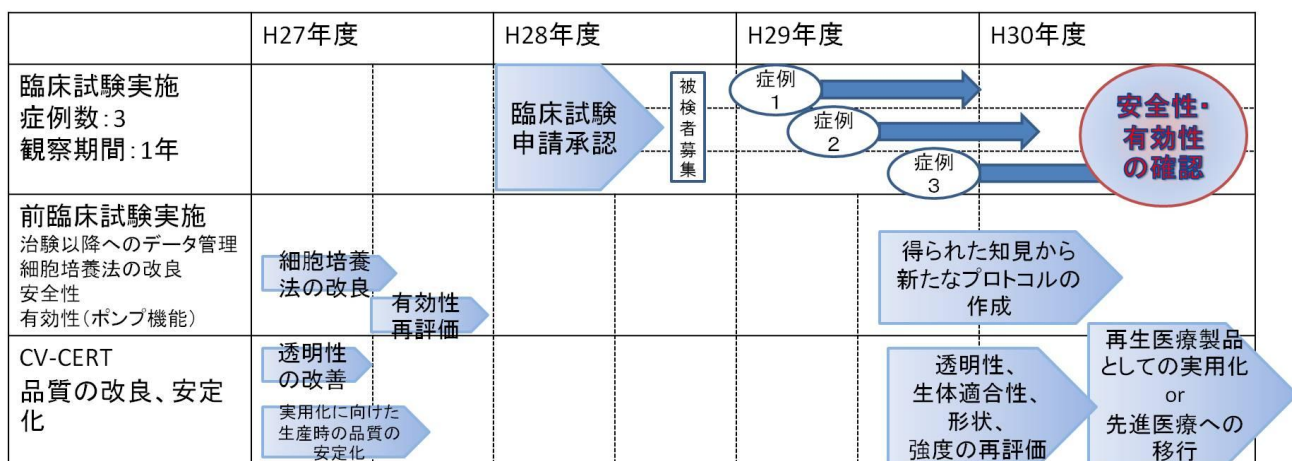 H27年度
H28年度
H29年度
H30年度
臨床試験実施
症例数:3
観察期間:1年
臨床試験
申請承認
被検者募集
症例
1
症例
2
症例
3
安全性・
有効性
の確認
前臨床試験実施
治験以降へのデータ管理
細胞培養法の改良
安全性
有効性(ポンプ機能)
細胞培養
法の改良
有効性
再評価
得られた知見から
新たなプロトコルの
作成
CV-CERT
品質の改良、安定
化
透明性
の改善
実用化に向けた
生産時の品質の
安定化
透明性、
生体適合性、
形状、
強度の再評価
再生医療製品
としての実用化
or
先進医療への
移行